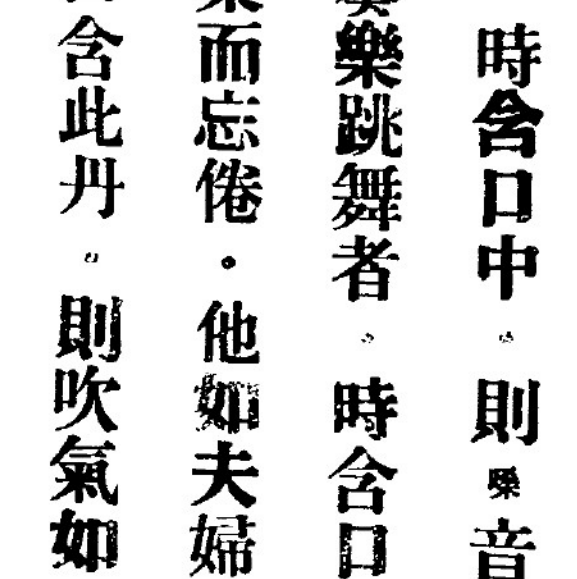 時含口中。則嗓音
樂跳舞者。時含口
而忘倦。他如夫婦
含此丹。則吹氣如